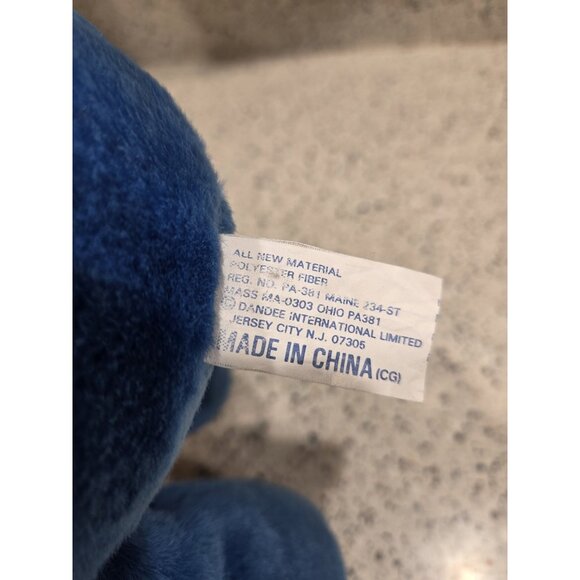 ALL NEW MATERIAL
POLYESTER FIBER
REG. NO. PA-381 MAINE 234-ST
MASS MA-0303 OHIO PA381
© DANDEE INTERNATIONAL LIMITED
JERSEY CITY N.J. 07305
MADE IN CHINA (CG)